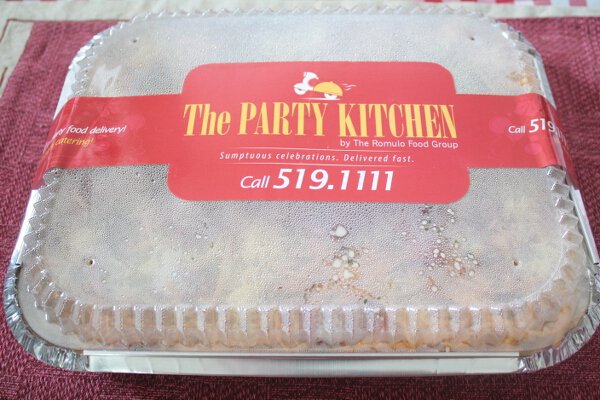 The PARTY KITCHEN
by The Romulo Food Group
Sumptuous celebrations. Delivered fast.
Call 519.1111
food delivery!
catering!
Call 519